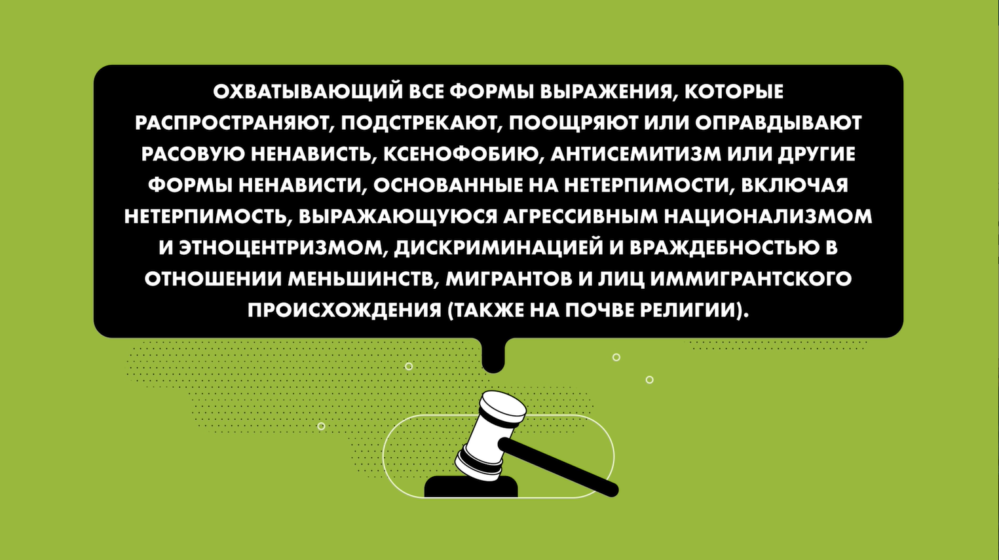 ОХВАТЫВАЮЩИЙ ВСЕ ФОРМЫ ВЫРАЖЕНИЯ, КОТОРЫЕ
РАСПРОСТРАНЯЮТ, ПОДСТРЕКАЮТ, ПООЩРЯЮТ ИЛИ ОПРАВДЫВАЮТ
РАСОВУЮ НЕНАВИСТЬ, КСЕНОФОБИЮ, АНТИСЕМИТИЗМ ИЛИ ДРУГИЕ
ФОРМЫ НЕНАВИСТИ, ОСНОВАННЫЕ НА НЕТЕРПИМОСТИ, ВКЛЮЧАЯ
НЕТЕРПИМОСТЬ, ВЫРАЖАЮЩУЮСЯ АГРЕССИВНЫМ НАЦИОНАЛИЗМОМ
И ЭТНОЦЕНТРИЗМОМ, ДИСКРИМИНАЦИЕЙ И ВРАЖДЕБНОСТЬЮ В
ОТНОШЕНИИ МЕНЬШИНСТВ, МИГРАНТОВ И ЛИЦ ИММИГРАНТСКОГО
ПРОИСХОЖДЕНИЯ (ТАКЖЕ НА ПОЧВЕ РЕЛИГИИ).